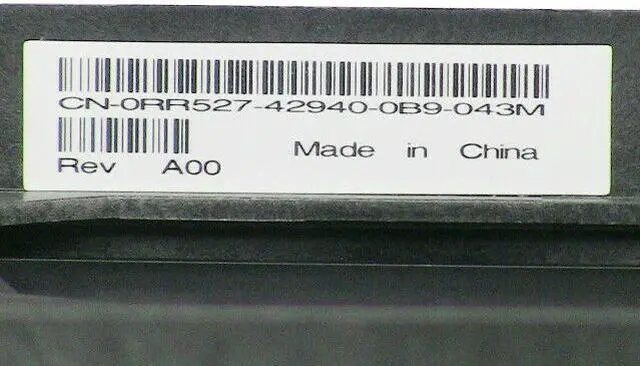 CN-0RR527-42940-0B9-043M
Rev A00
Made in China